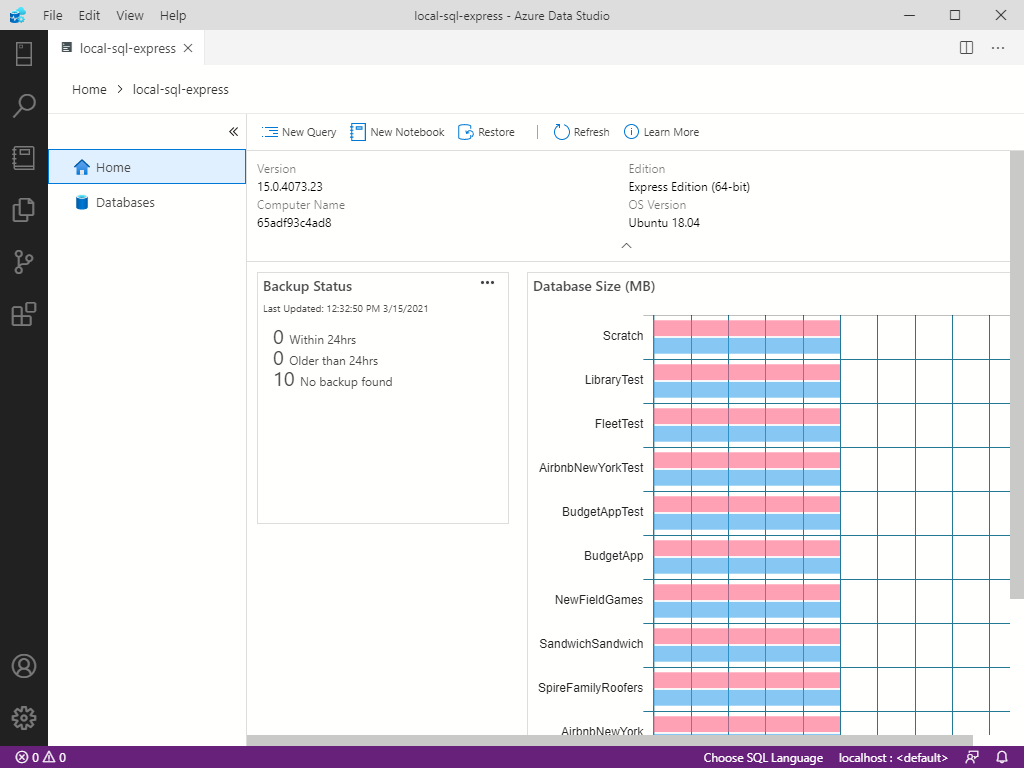 File Edit View Help local-sql-express - Azure Data Studio
local-sql-express
Home > local-sql-express
New Query New Notebook Restore | Refresh Learn More
Home
Databases
Version
15.0.4073.23
Computer Name
65adf93c4ad8
Edition
Express Edition (64-bit)
OS Version
Ubuntu 18.04
Backup Status
Last Updated: 12:32:50 PM 3/15/2021
0 Within 24hrs
0 Older than 24hrs
10 No backup found
Database Size (MB)
Scratch
LibraryTest
FleetTest
AirbnbNewYorkTest
BudgetAppTest
BudgetApp
NewFieldGames
SandwichSandwich
SpireFamilyRoofers
AirbnbNewYork
0 0 Choose SQL Language localhost : <default>